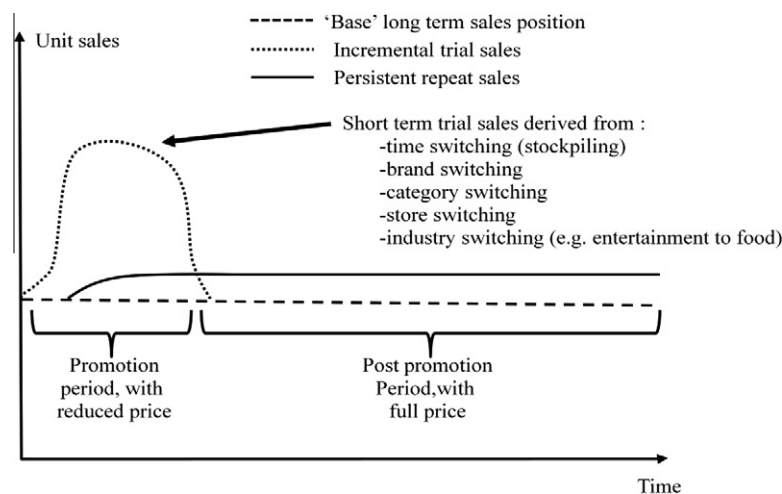 'Base' long term sales position
Unit sales
Incremental trial sales
Persistent repeat sales
Short term trial sales derived from :
-time switching (stockpiling)
-brand switching
-category switching
-store switching
-industry switching (e.g. entertainment to food)
Promotion
period, with
reduced price
Post promotion
Period,with
full price
Time